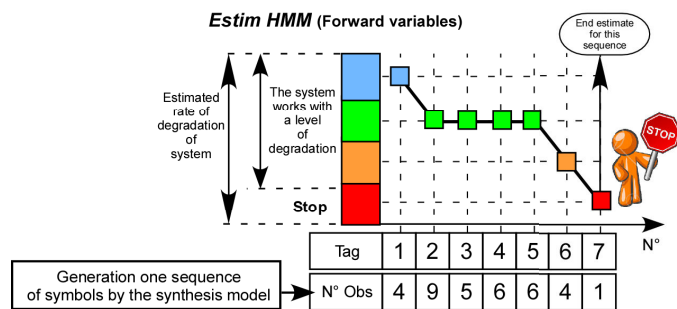 Estim HMM (Forward variables)
End estimate
for this
sequence
Estimated
rate of
degradation
of
system
The system
works with
a level
of
degradation
STOP
Stop
N°
Tag 1 2 3 4 5 6 7
Generation one sequence
of symbols by the synthesis model
N° Obs 4 9 5 6 6 4 1